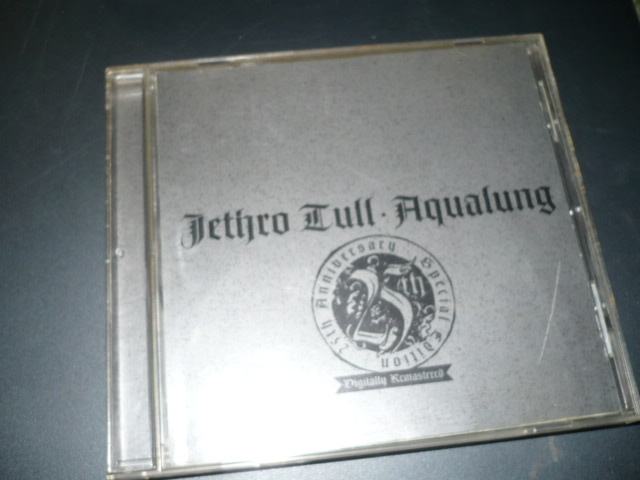 Jethro Tull · Aqualung
25th Anniversary Special Edition
25th
Digitally Remastered